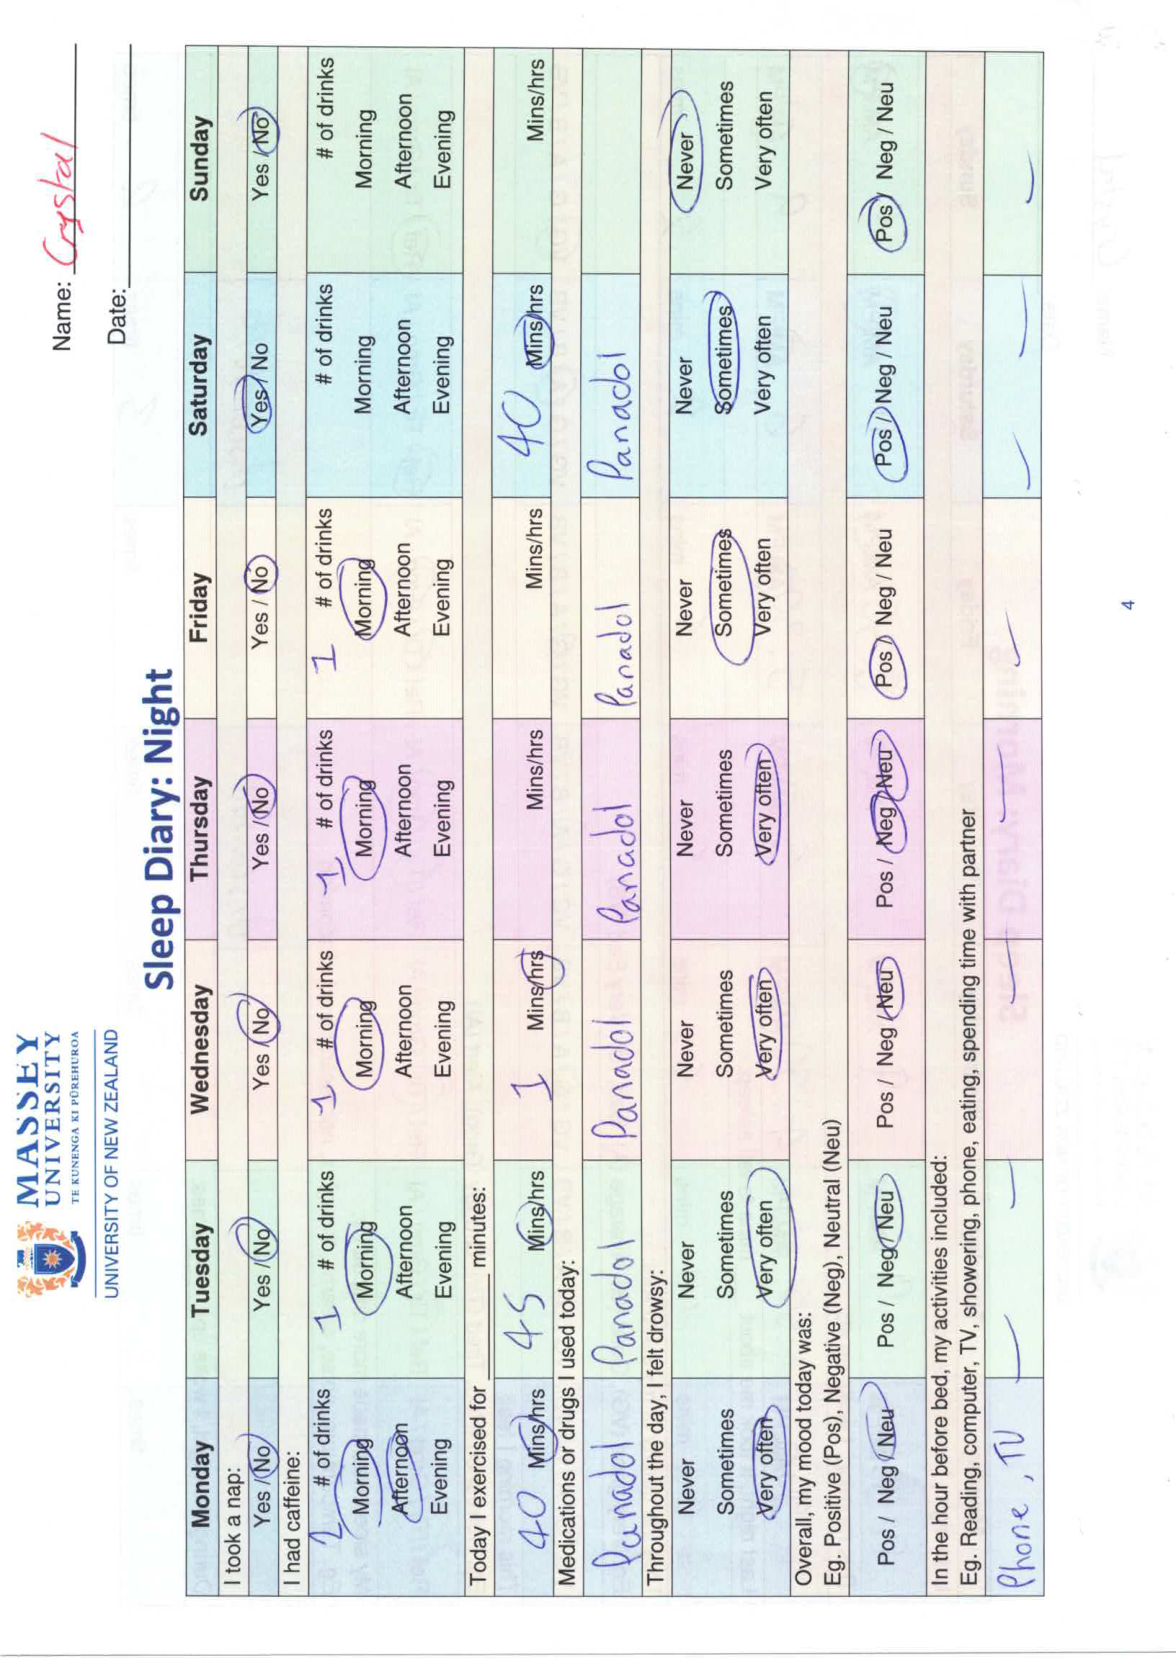 MASSEY
UNIVERSITY
TE KUNENGA KI PŪREHUROA
UNIVERSITY OF NEW ZEALAND
Name: Crystal
Date:
Sleep Diary: Night
Monday Tuesday Wednesday Thursday Friday Saturday Sunday
I took a nap:
Yes / No Yes / No Yes / No Yes / No Yes / No Yes / No Yes / No
I had caffeine:
2 # of drinks 1 # of drinks 1 # of drinks 1 # of drinks 1 # of drinks # of drinks # of drinks
Morning Morning Morning Morning Morning Morning Morning
Afternoon Afternoon Afternoon Afternoon Afternoon Afternoon Afternoon
Evening Evening Evening Evening Evening Evening Evening
Today I exercised for ______ minutes:
40 Mins/hrs 45 Mins/hrs 1 Mins/hrs Mins/hrs Mins/hrs 40 Mins/hrs Mins/hrs
Medications or drugs I used today:
Panadol Panadol Panadol Panadol Panadol Panadol
Throughout the day, I felt drowsy:
Never Never Never Never Never Never Never
Sometimes Sometimes Sometimes Sometimes Sometimes Sometimes Sometimes
Very often Very often Very often Very often Very often Very often Very often
Overall, my mood today was:
Eg. Positive (Pos), Negative (Neg), Neutral (Neu)
Pos / Neg / Neu Pos / Neg / Neu Pos / Neg / Neu Pos / Neg / Neu Pos / Neg / Neu Pos / Neg / Neu Pos / Neg / Neu
In the hour before bed, my activities included:
Eg. Reading, computer, TV, showering, phone, eating, spending time with partner
Phone, TV — — — — — — —
4